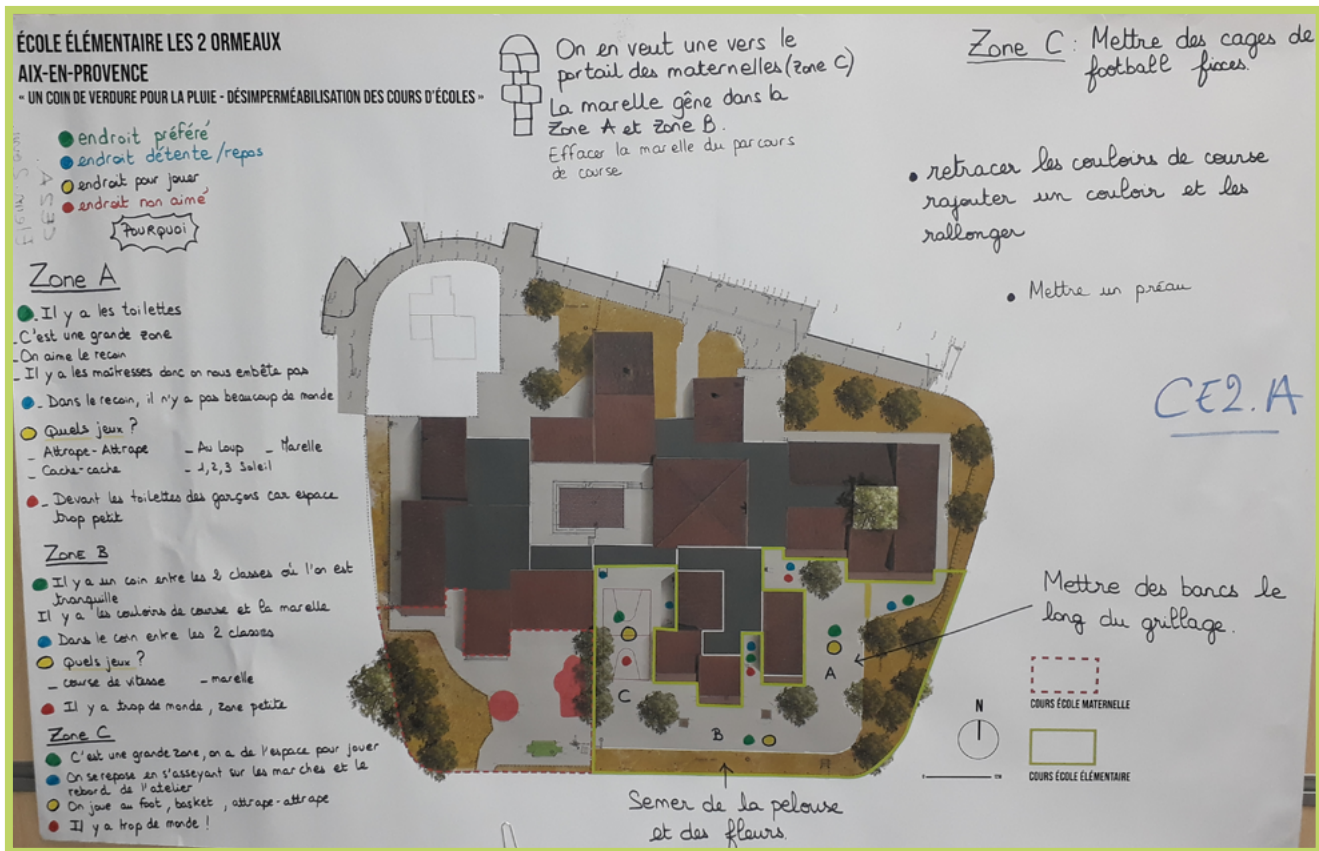 ÉCOLE ÉLÉMENTAIRE LES 2 ORMEAUX
AIX-EN-PROVENCE
« UN COIN DE VERDURE POUR LA PLUIE - DÉSIMPERMÉABILISATION DES COURS D'ÉCOLES »
endroit préféré
endroit détente/repos
endroit pour jouer
endroit non aimé
POURQUOI
On en veut une vers le
portail des maternelles (zone C)
La marelle gêne dans la
Zone A et Zone B.
Effacer la marelle du parcours
de course
Zone C : Mettre des cages de
football fixes.
• retracer les couloirs de course
rajouter un couloir et les
rallonger
• Mettre un préau
CE2.A
Zone A
- Il y a les toilettes
- C'est une grande zone
- On aime le recoin
- Il y a les maîtresses donc on nous embête pas
- Dans le recoin, il n'y a pas beaucoup de monde
Quels jeux ?
- Attrape-Attrape - Au Loup - Marelle
- Cache-cache - 1, 2, 3 Soleil
- Devant les toilettes des garçons car espace
trop petit
Zone B
Il y a un coin entre les 2 classes où l'on est
tranquille
Il y a les couloirs de course et la marelle
Dans le coin entre les 2 classes
Quels jeux ?
- course de vitesse - marelle
Il y a trop de monde, zone petite
Zone C
C'est une grande zone, on a de l'espace pour jouer
On se repose en s'asseyant sur les marches et le
rebord de l'atelier
On joue au foot, basket, attrape-attrape
Il y a trop de monde !
A
B
C
Mettre des bancs le
long du grillage.
Semer de la pelouse
et des fleurs.
N
COURS ÉCOLE MATERNELLE
COURS ÉCOLE ÉLÉMENTAIRE